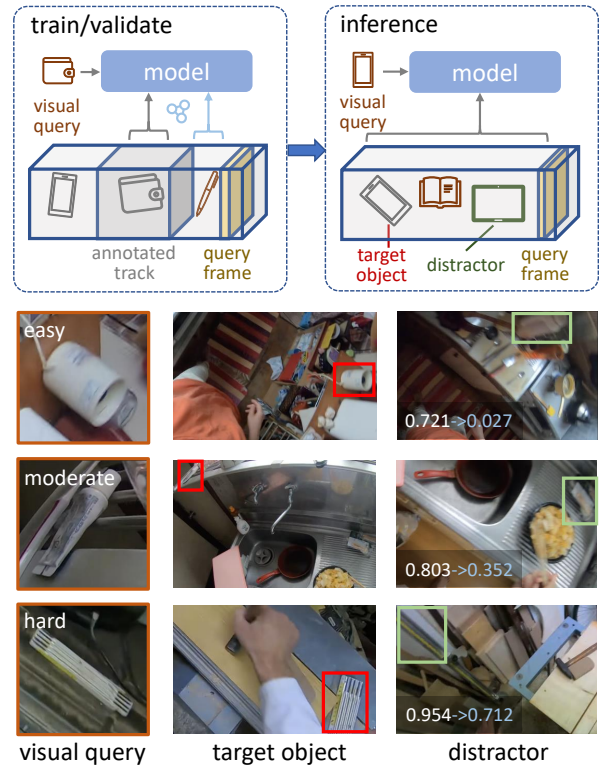 train/validate
model
visual
query
annotated
track
query
frame
inference
model
visual
query
target
object
distractor
query
frame
easy
0.721->0.027
moderate
0.803->0.352
hard
0.954->0.712
visual query
target object
distractor